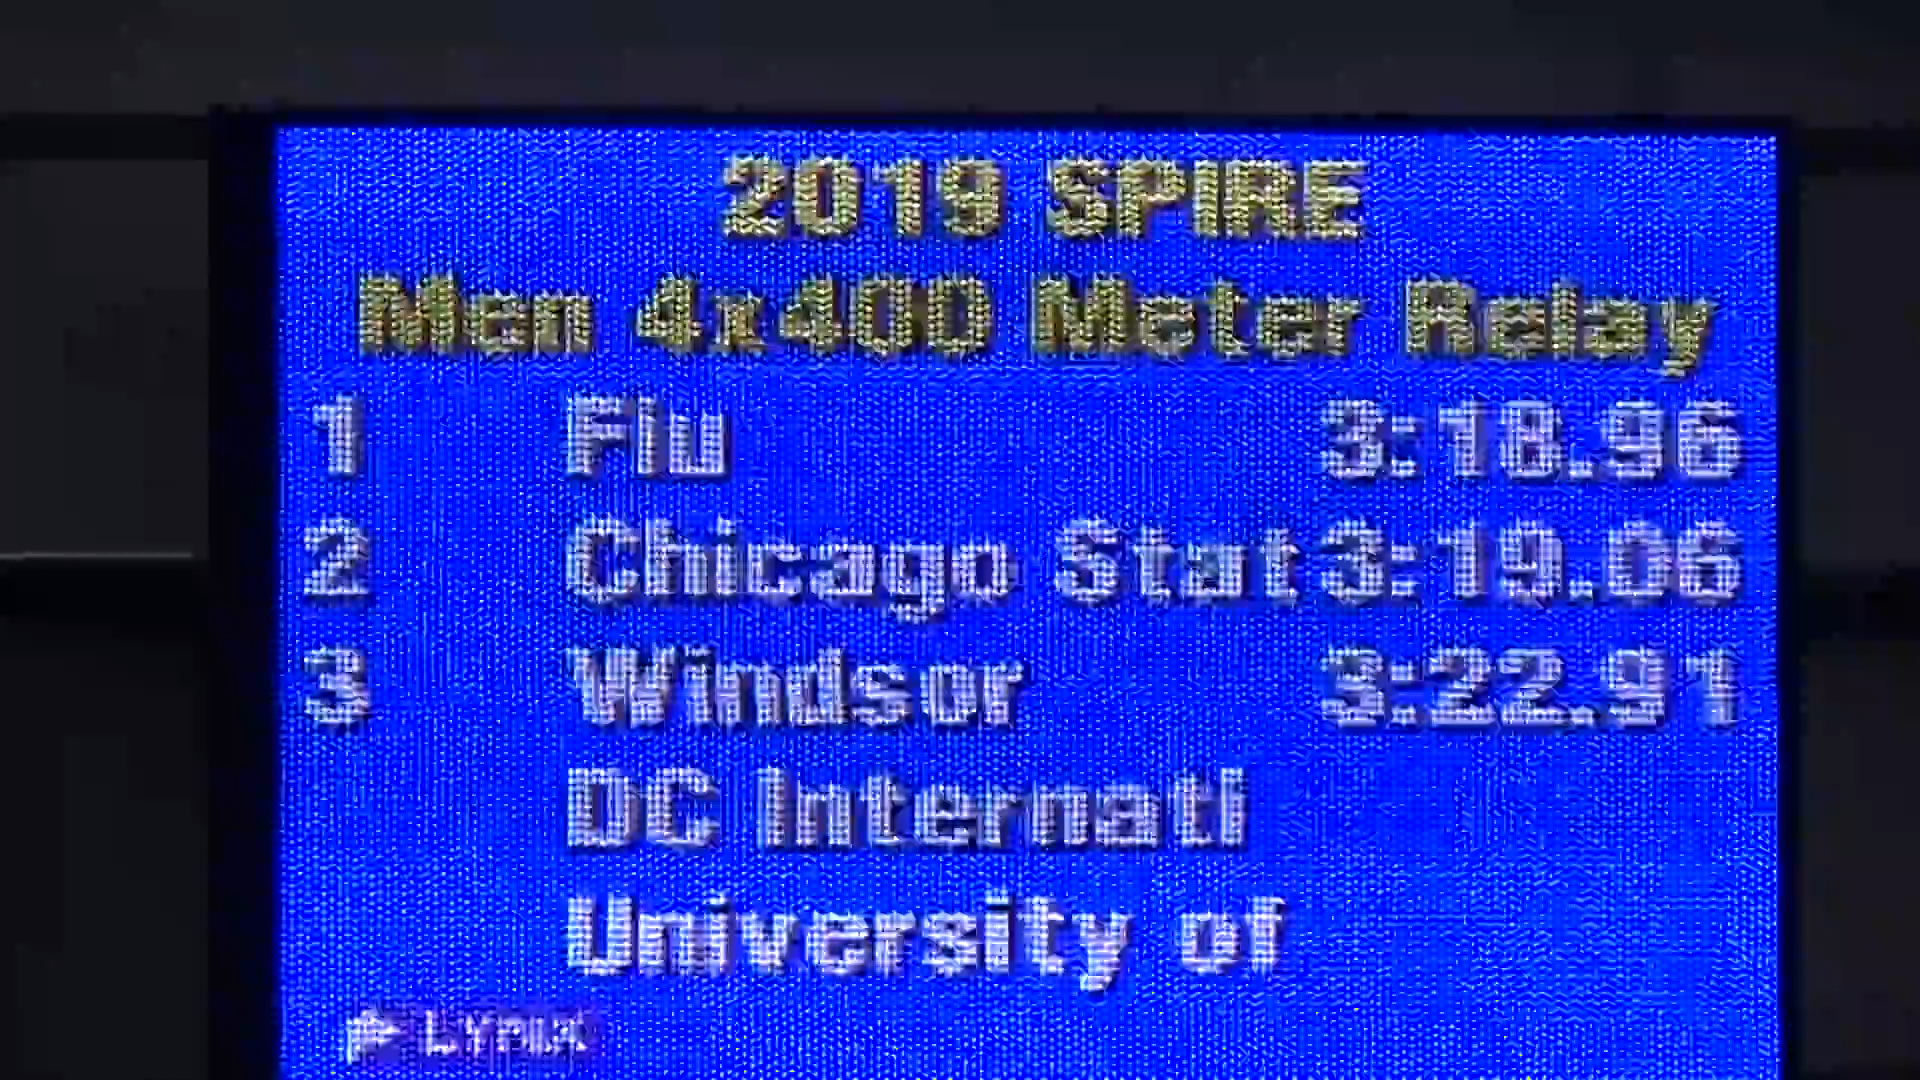 2019 SPIRE
Men 4x400 Meter Relay
1 Flu 3:18.96
2 Chicago Stat 3:19.06
3 Windsor 3:22.91
DC Internati
University of
Lynx